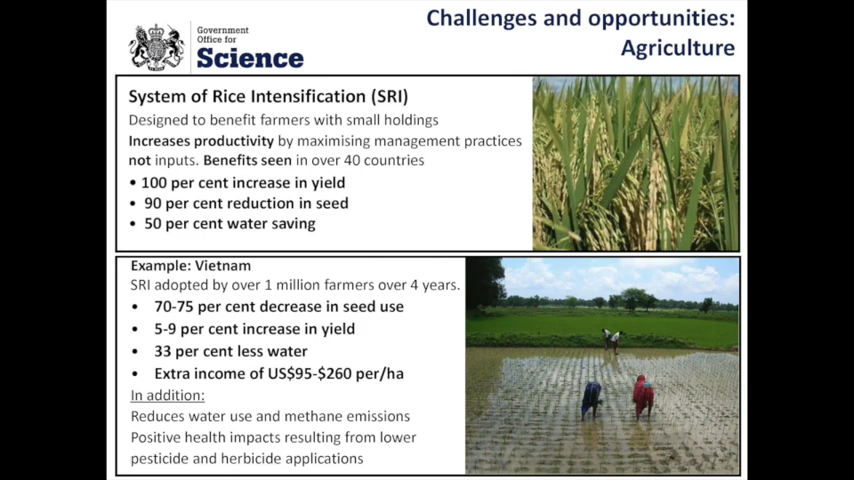 Government
Office for
Science
Challenges and opportunities:
Agriculture
System of Rice Intensification (SRI)
Designed to benefit farmers with small holdings
Increases productivity by maximising management practices
not inputs. Benefits seen in over 40 countries
• 100 per cent increase in yield
• 90 per cent reduction in seed
• 50 per cent water saving
Example: Vietnam
SRI adopted by over 1 million farmers over 4 years.
• 70-75 per cent decrease in seed use
• 5-9 per cent increase in yield
• 33 per cent less water
• Extra income of US$95-$260 per/ha
In addition:
Reduces water use and methane emissions
Positive health impacts resulting from lower
pesticide and herbicide applications